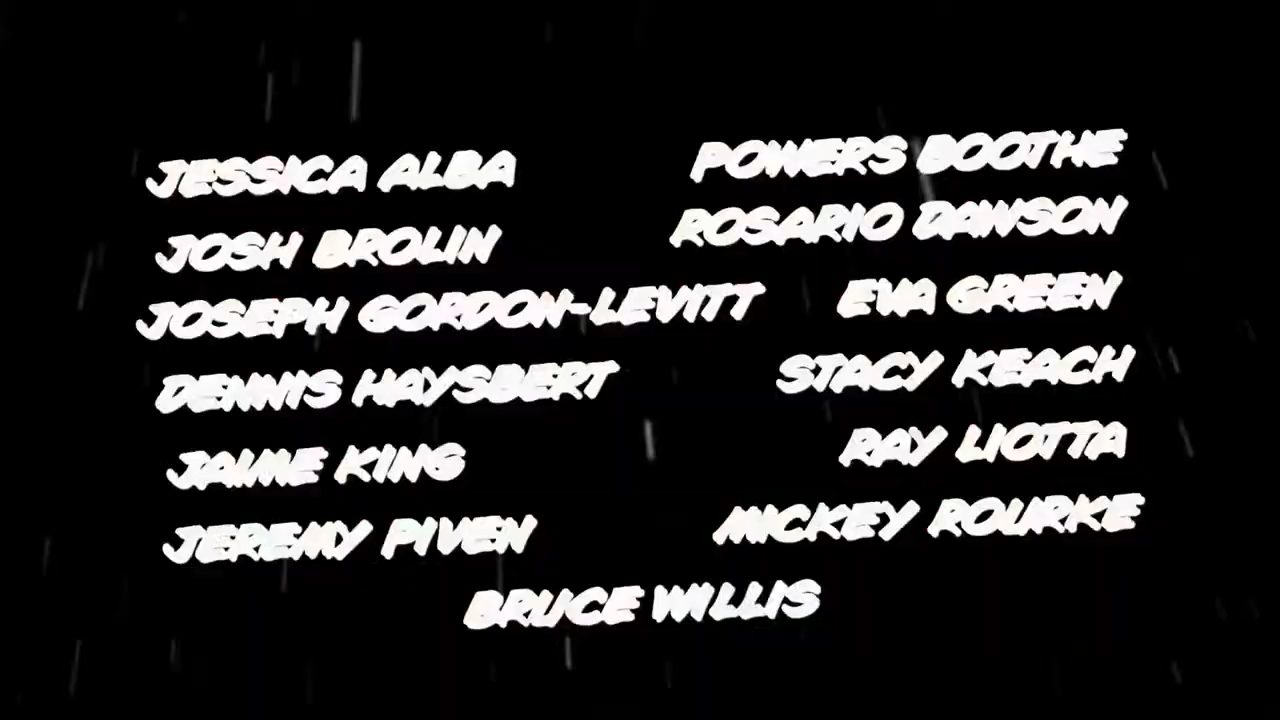 JESSICA ALBA POWERS BOOTHE
JOSH BROLIN ROSARIO DAWSON
JOSEPH GORDON-LEVITT EVA GREEN
DENNIS HAYSBERT STACY KEACH
JAIME KING RAY LIOTTA
JEREMY PIVEN MICKEY ROURKE
BRUCE WILLIS